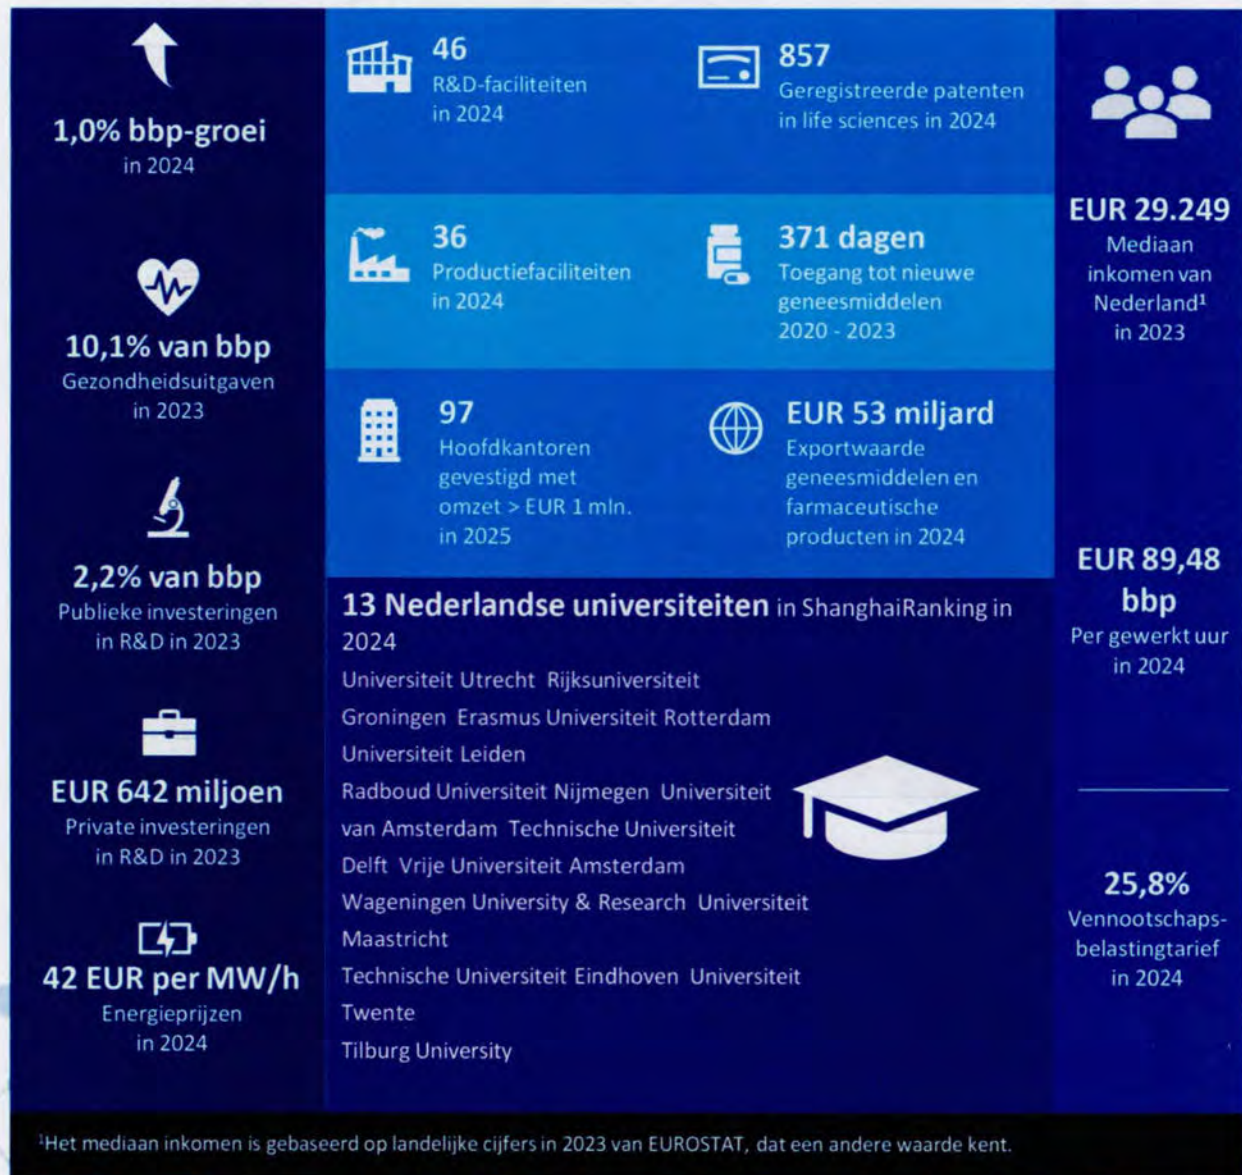 1,0% bbp-groei
in 2024
10,1% van bbp
Gezondheidsuitgaven
in 2023
2,2% van bbp
Publieke investeringen
in R&D in 2023
EUR 642 miljoen
Private investeringen
in R&D in 2023
42 EUR per MW/h
Energieprijzen
in 2024
46
R&D-faciliteiten
in 2024
857
Geregistreerde patenten
in life sciences in 2024
36
Productiefaciliteiten
in 2024
371 dagen
Toegang tot nieuwe
geneesmiddelen
2020 - 2023
97
Hoofdkantoren
gevestigd met
omzet > EUR 1 mln.
in 2025
EUR 53 miljard
Exportwaarde
geneesmiddelen en
farmaceutische
producten in 2024
13 Nederlandse universiteiten in ShanghaiRanking in
2024
Universiteit Utrecht Rijksuniversiteit
Groningen Erasmus Universiteit Rotterdam
Universiteit Leiden
Radboud Universiteit Nijmegen Universiteit
van Amsterdam Technische Universiteit
Delft Vrije Universiteit Amsterdam
Wageningen University & Research Universiteit
Maastricht
Technische Universiteit Eindhoven Universiteit
Twente
Tilburg University
EUR 29.249
Mediaan
inkomen van
Nederland¹
in 2023
EUR 89,48
bbp
Per gewerkt uur
in 2024
25,8%
Vennootschaps-
belastingtarief
in 2024
¹Het mediaan inkomen is gebaseerd op landelijke cijfers in 2023 van EUROSTAT, dat een andere waarde kent.